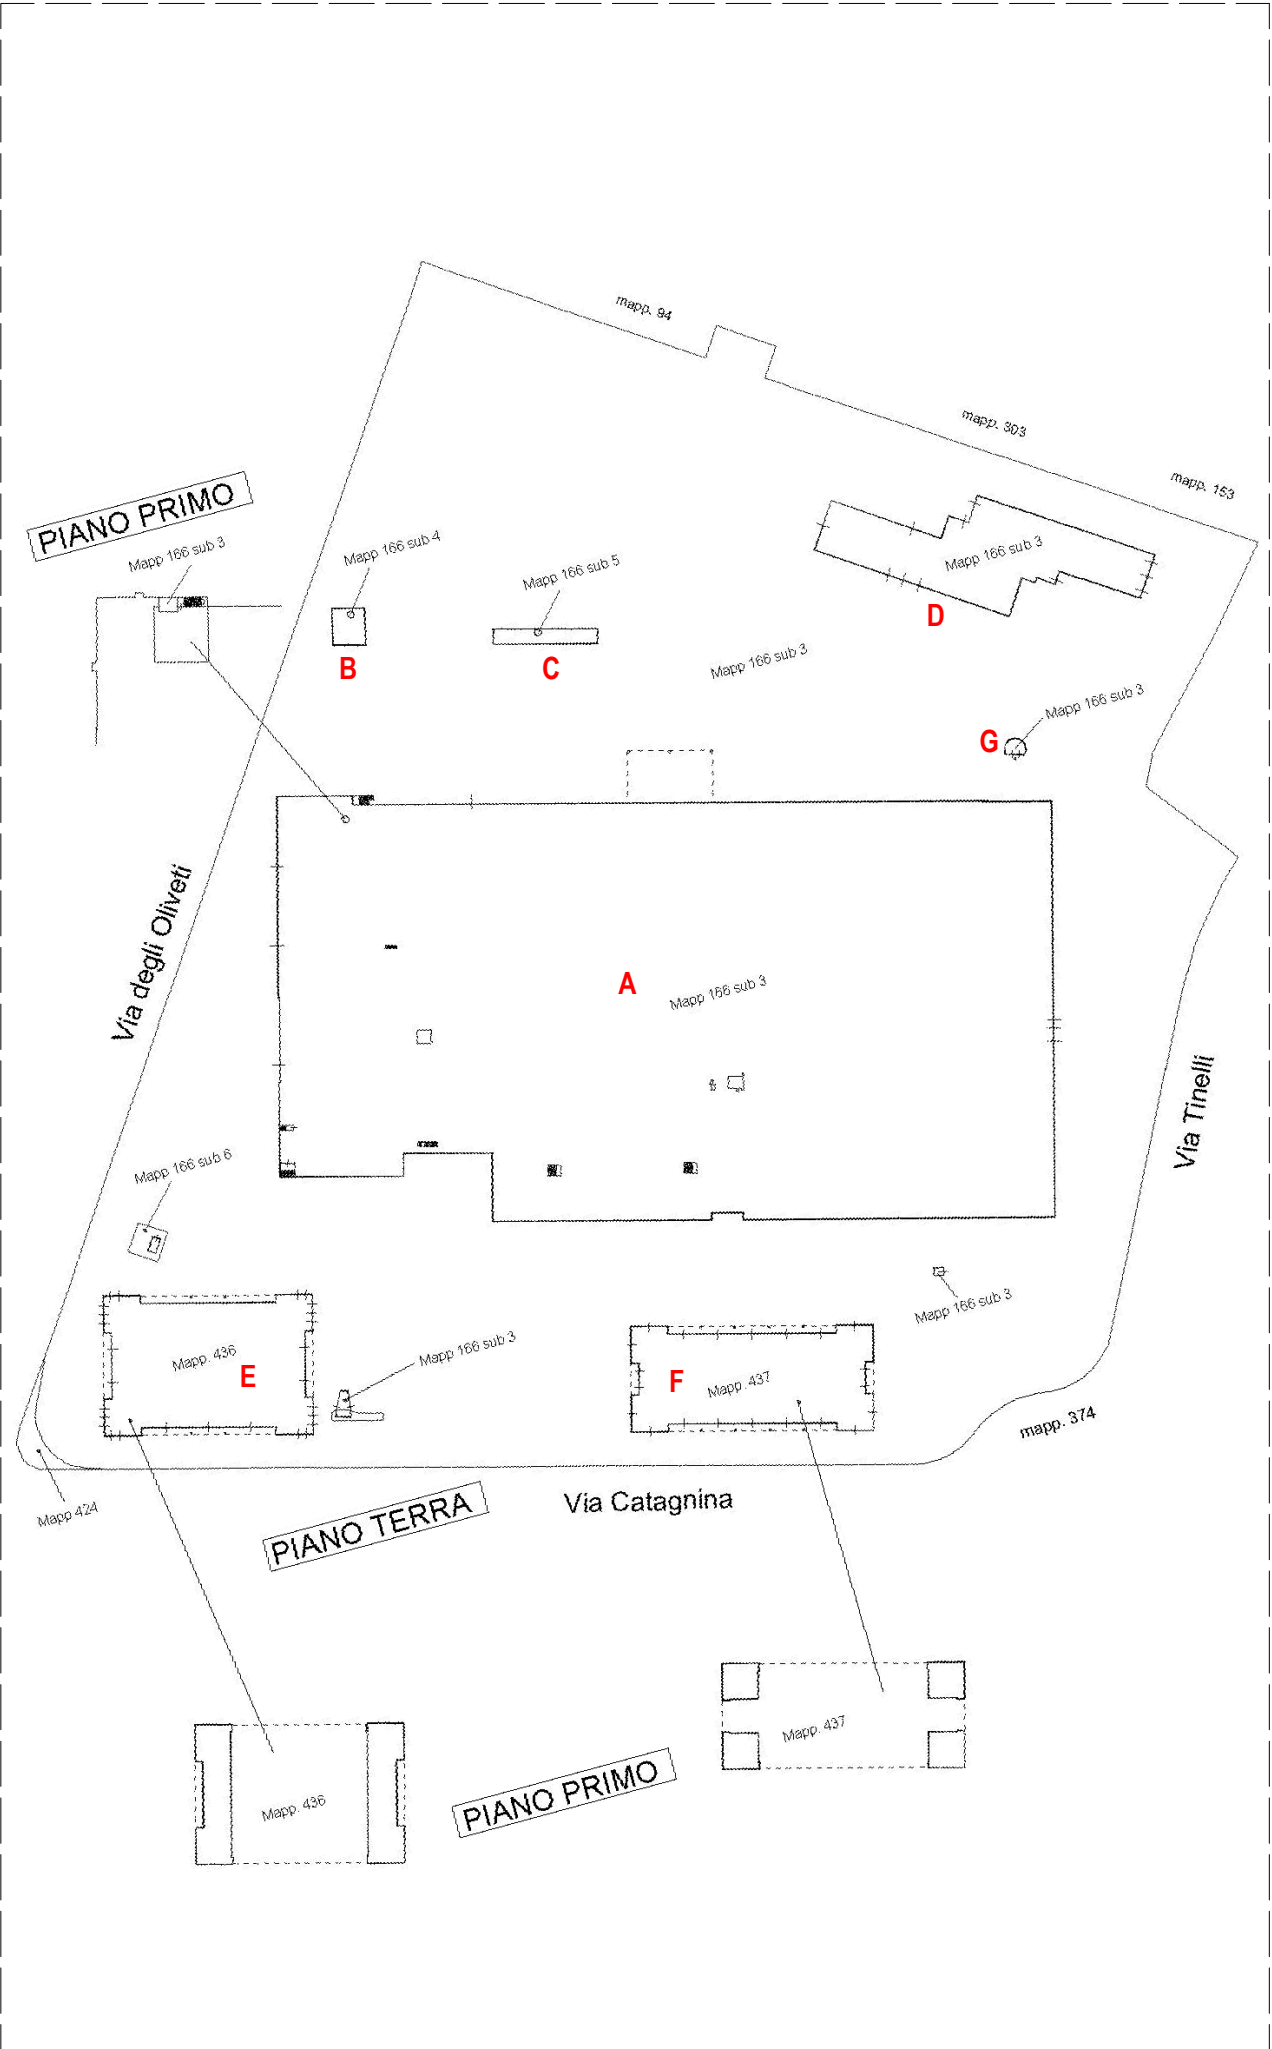 mapp. 94
mapp. 303
mapp. 153
PIANO PRIMO
Mapp 166 sub 3
Mapp 166 sub 4
Mapp 166 sub 5
Mapp 166 sub 3
D
B
C
Mapp 166 sub 3
Mapp 166 sub 3
G
Via degli Oliveti
A
Mapp 166 sub 3
Via Tinelli
Mapp 166 sub 6
Mapp 166 sub 3
Mapp. 436
E
Mapp 166 sub 3
F
Mapp. 437
mapp. 374
Mapp 424
PIANO TERRA
Via Catagnina
Mapp. 437
Mapp. 436
PIANO PRIMO